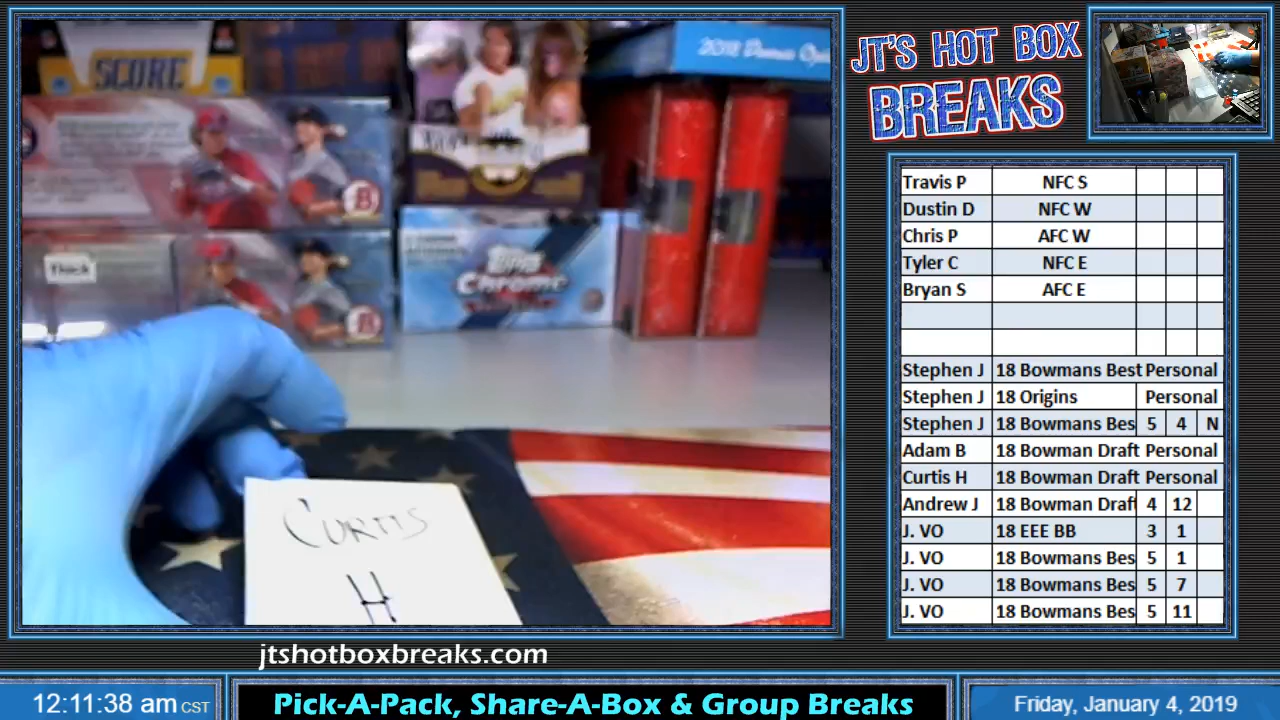 SCORE
2018 Panini
Thick
B
B
Topps
Chrome
CURTIS
H
JT'S HOT BOX
BREAKS
Travis P NFC S
Dustin D NFC W
Chris P AFC W
Tyler C NFC E
Bryan S AFC E
Stephen J 18 Bowmans Best Personal
Stephen J 18 Origins Personal
Stephen J 18 Bowmans Bes 5 4 N
Adam B 18 Bowman Draft Personal
Curtis H 18 Bowman Draft Personal
Andrew J 18 Bowman Draft 4 12
J. VO 18 EEE BB 3 1
J. VO 18 Bowmans Bes 5 1
J. VO 18 Bowmans Bes 5 7
J. VO 18 Bowmans Bes 5 11
jtshotboxbreaks.com
12:11:38 am CST
Pick-A-Pack, Share-A-Box & Group Breaks
Friday, January 4, 2019